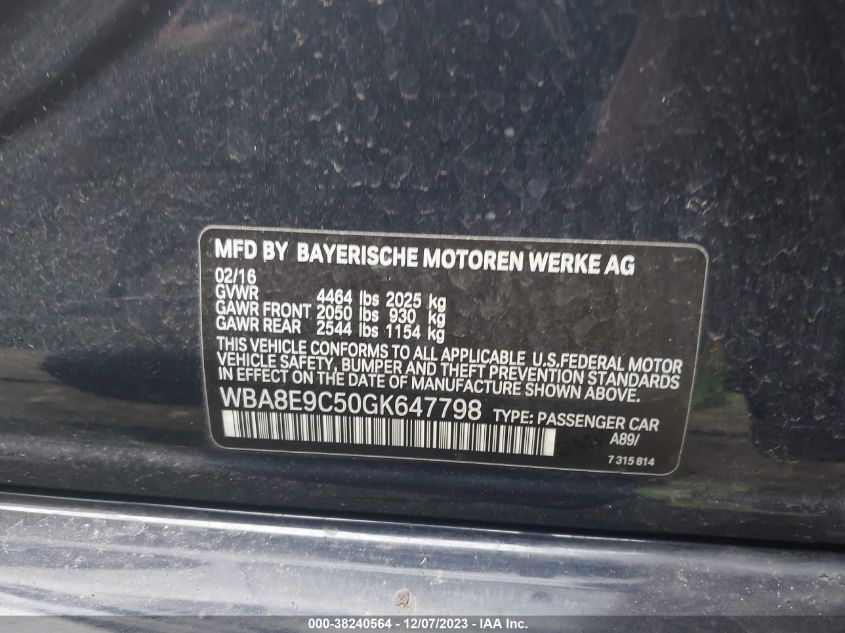 MFD BY BAYERISCHE MOTOREN WERKE AG
02/16
GVWR 4464 lbs 2025 kg
GAWR FRONT 2050 lbs 930 kg
GAWR REAR 2544 lbs 1154 kg
THIS VEHICLE CONFORMS TO ALL APPLICABLE U.S.FEDERAL MOTOR
VEHICLE SAFETY, BUMPER AND THEFT PREVENTION STANDARDS
IN EFFECT ON THE DATE OF MANUFACTURE SHOWN ABOVE.
WBA8E9C50GK647798 TYPE: PASSENGER CAR
A89/
7 315 814
000-38240564 - 12/07/2023 - IAA Inc.